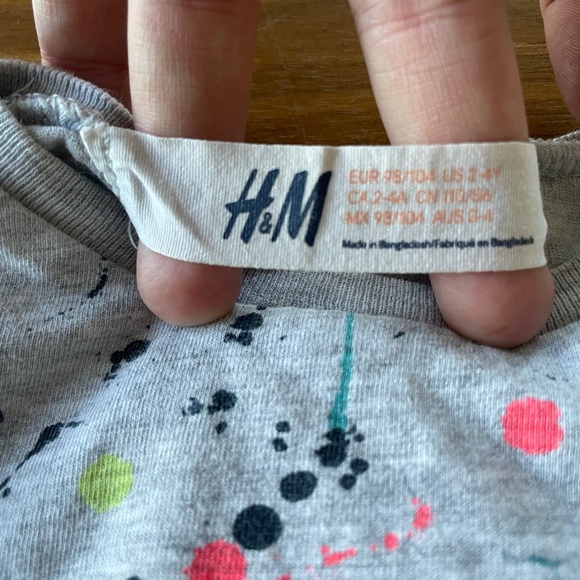 H&M
EUR 98/104 US 2-4Y
CA 2-4A CN 110/56
MX 98/104 AUS 3-4
Made in Bangladesh/Fabriqué en Bangladesh